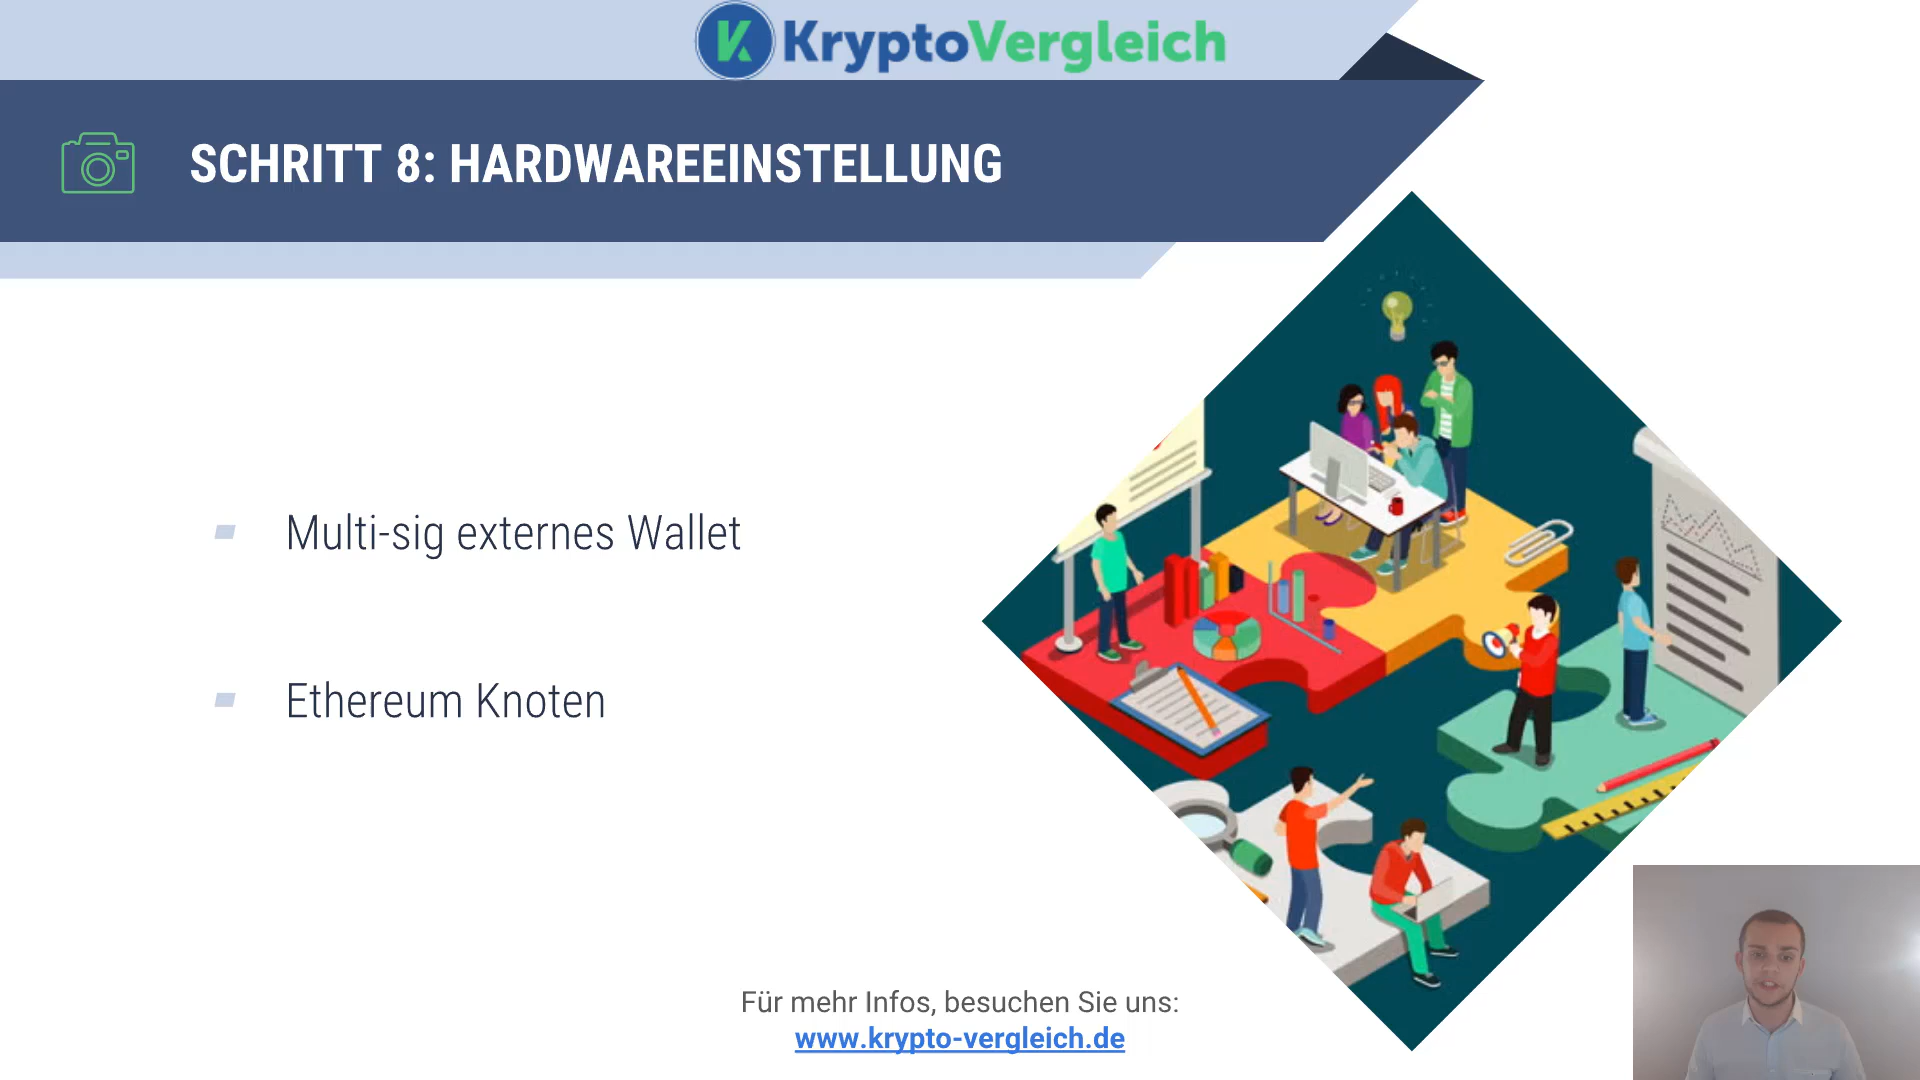 KryptoVergleich
SCHRITT 8: HARDWAREEINSTELLUNG
Multi-sig externes Wallet
Ethereum Knoten
Für mehr Infos, besuchen Sie uns:
www.krypto-vergleich.de